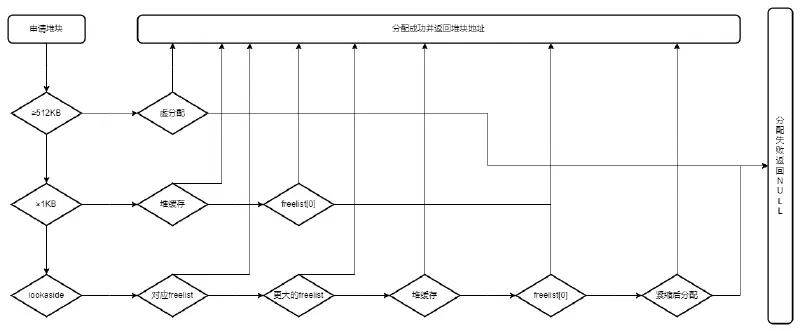 申请堆块
分配成功并返回堆块地址
≥512KB
虚分配
≥1KB
堆缓存
freelist[0]
lookaside
对应freelist
更大的freelist
堆缓存
freelist[0]
紧缩后分配
分配失败返回NULL